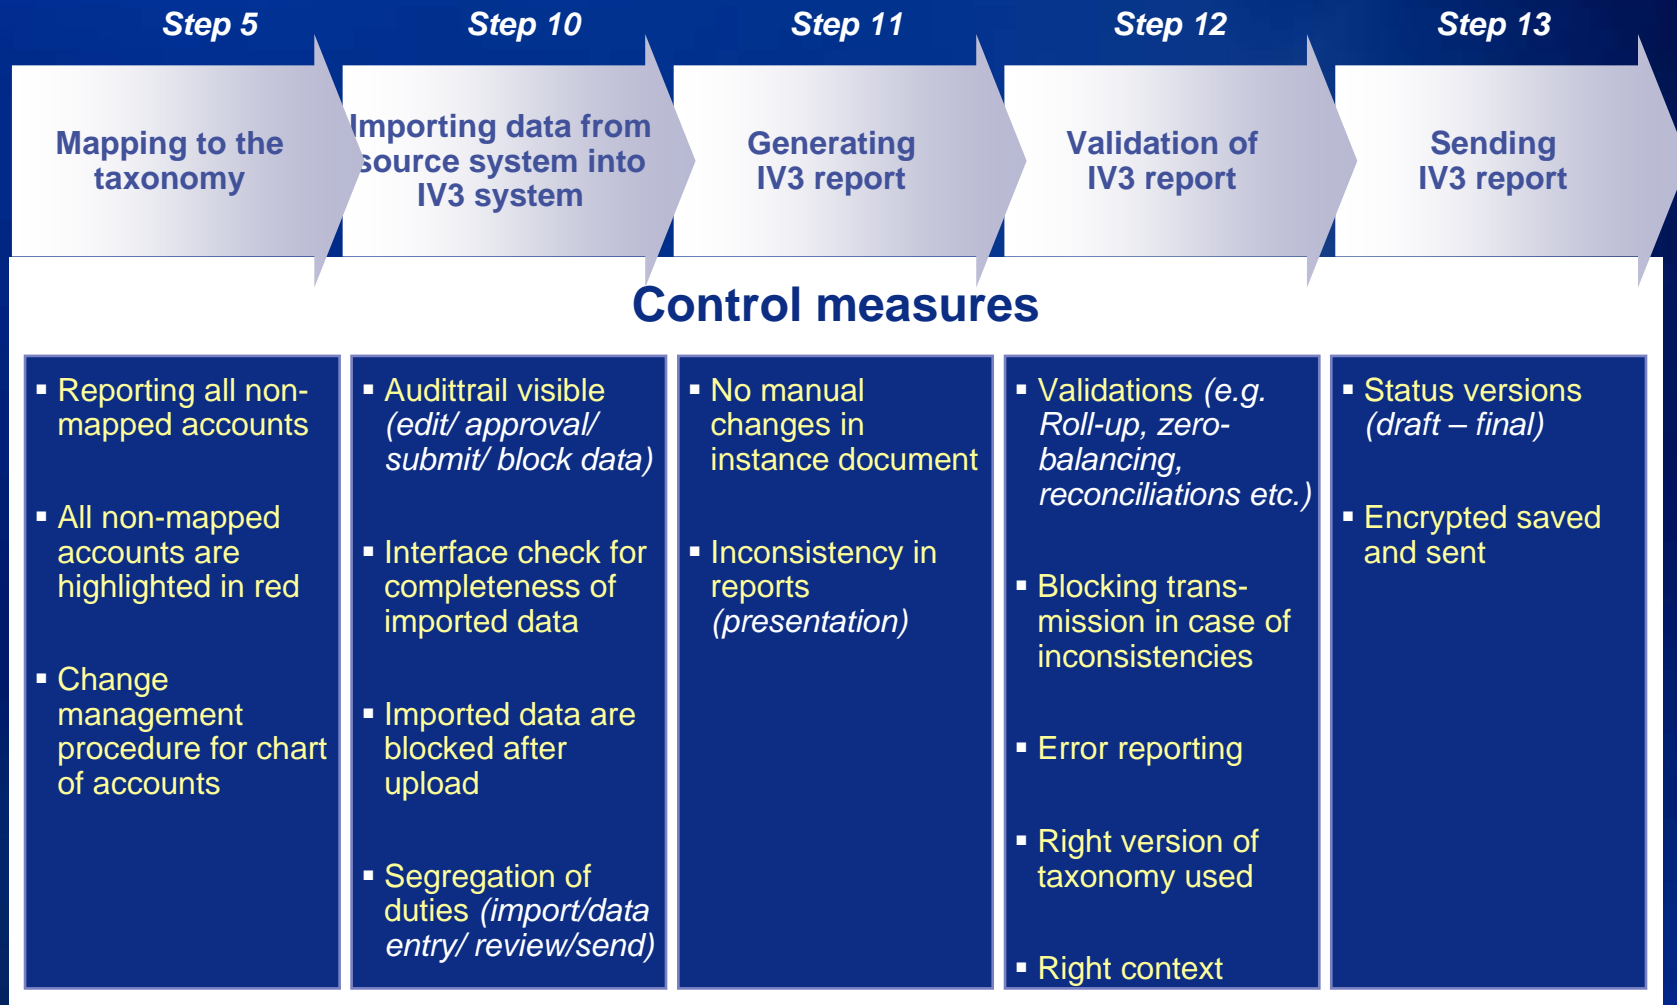 Step 5
Step 10
Step 11
Step 12
Step 13
Mapping to the
taxonomy
Importing data from
source system into
IV3 system
Generating
IV3 report
Validation of
IV3 report
Sending
IV3 report
Control measures
▪ Reporting all non-
mapped accounts
▪ All non-mapped
accounts are
highlighted in red
▪ Change
management
procedure for chart
of accounts
▪ Audittrail visible
(edit/ approval/
submit/ block data)
▪ Interface check for
completeness of
imported data
▪ Imported data are
blocked after
upload
▪ Segregation of
duties (import/data
entry/ review/send)
▪ No manual
changes in
instance document
▪ Inconsistency in
reports
(presentation)
▪ Validations (e.g.
Roll-up, zero-
balancing,
reconciliations etc.)
▪ Blocking trans-
mission in case of
inconsistencies
▪ Error reporting
▪ Right version of
taxonomy used
▪ Right context
▪ Status versions
(draft – final)
▪ Encrypted saved
and sent